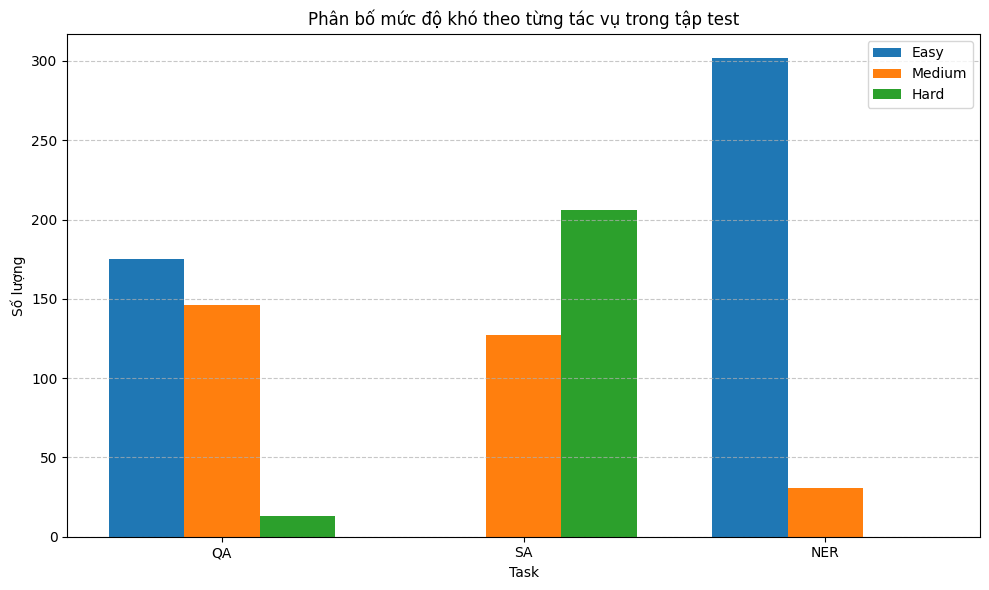 Phân bố mức độ khó theo từng tác vụ trong tập test
Easy
Medium
Hard
Số lượng
300
250
200
150
100
50
0
QA
SA
NER
Task